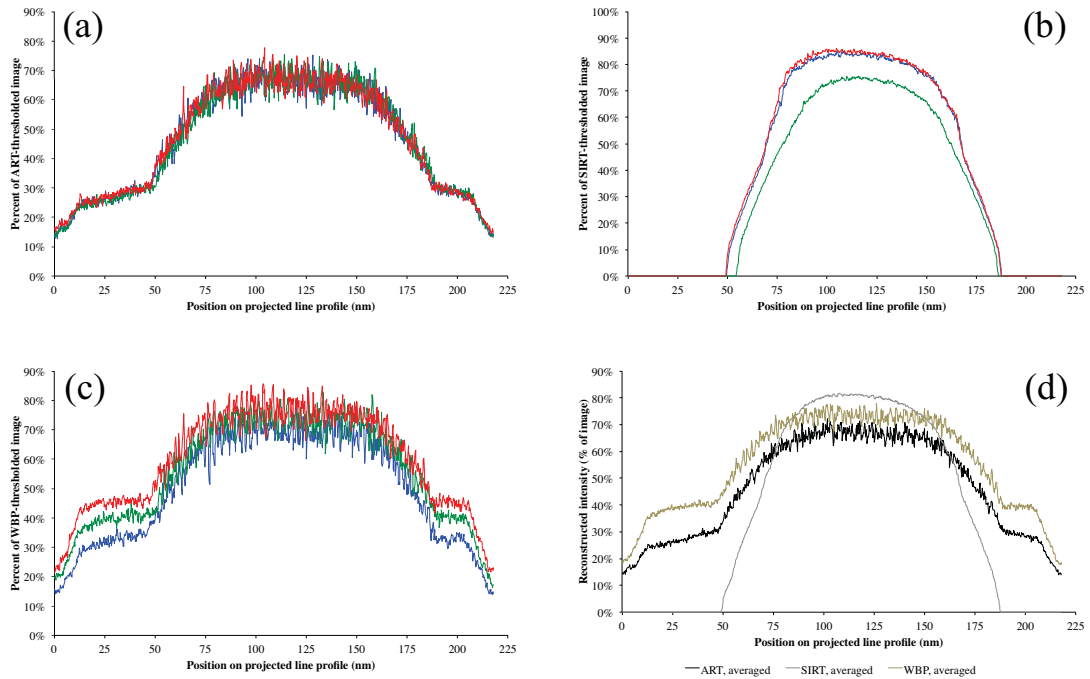 (a)
Percent of ART-thresholded image
90%
80%
70%
60%
50%
40%
30%
20%
10%
0%
0 25 50 75 100 125 150 175 200 225
Position on projected line profile (nm)
(b)
Percent of SIRT-thresholded image
100%
90%
80%
70%
60%
50%
40%
30%
20%
10%
0%
0 25 50 75 100 125 150 175 200 225
Position on projected line profile (nm)
(c)
Percent of WBP-thresholded image
90%
80%
70%
60%
50%
40%
30%
20%
10%
0%
0 25 50 75 100 125 150 175 200 225
Position on projected line profile (nm)
(d)
Reconstructed intensity (% of image)
90%
80%
70%
60%
50%
40%
30%
20%
10%
0%
0 25 50 75 100 125 150 175 200 225
Position on projected line profile (nm)
ART, averaged SIRT, averaged WBP, averaged